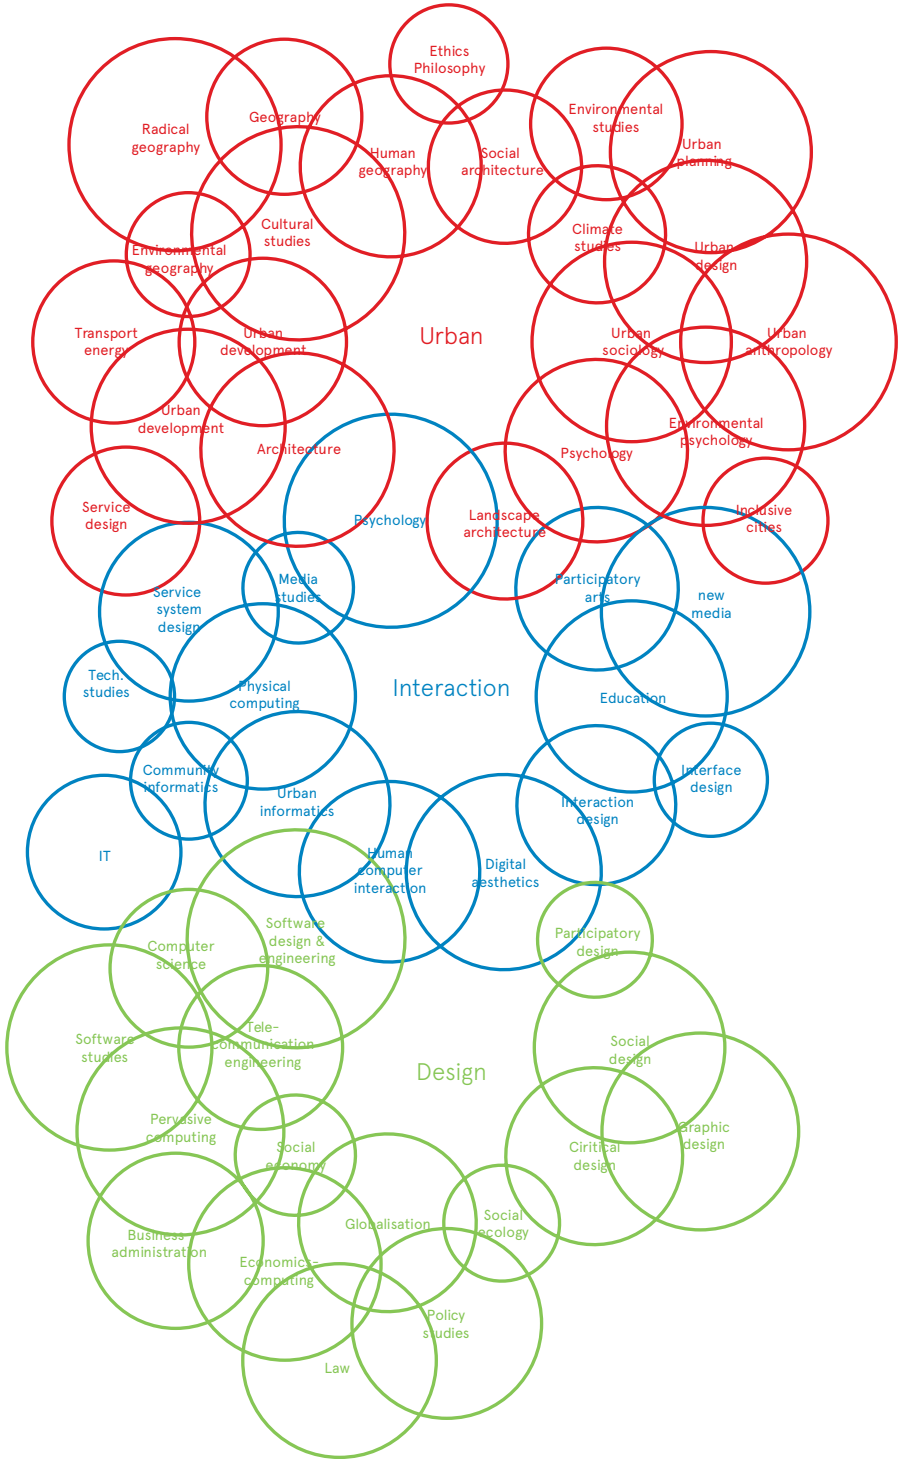 Ethics
Philosophy
Radical
geography
Geography
Human
geography
Social
architecture
Environmental
studies
Urban
planning
Environmental
geography
Cultural
studies
Climate
studies
Urban
design
Transport
energy
Urban
development
Urban
Urban
sociology
Urban
anthropology
Urban
development
Architecture
Psychology
Environmental
psychology
Service
design
Psychology
Landscape
architecture
Inclusive
cities
Service
system
design
Media
studies
Participatory
arts
new
media
Tech.
studies
Physical
computing
Interaction
Education
Community
informatics
Urban
informatics
Interaction
design
Interface
design
IT
Human
computer
interaction
Digital
aesthetics
Computer
science
Software
design &
engineering
Participatory
design
Software
studies
Tele-
communication
engineering
Design
Social
design
Pervasive
computing
Social
economy
Ciritical
design
Graphic
design
Business
administration
Economics-
computing
Globalisation
Social
ecology
Policy
studies
Law